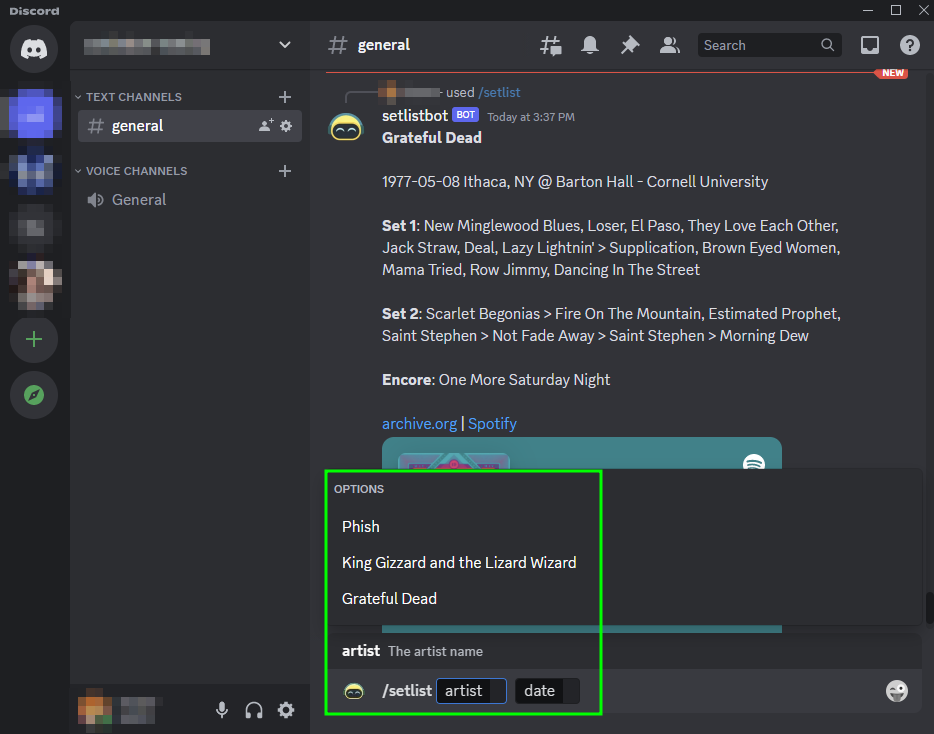 Discord
general
Search
NEW
TEXT CHANNELS
general
VOICE CHANNELS
General
used /setlist
setlistbot BOT Today at 3:37 PM
Grateful Dead
1977-05-08 Ithaca, NY @ Barton Hall - Cornell University
Set 1: New Minglewood Blues, Loser, El Paso, They Love Each Other,
Jack Straw, Deal, Lazy Lightnin' > Supplication, Brown Eyed Women,
Mama Tried, Row Jimmy, Dancing In The Street
Set 2: Scarlet Begonias > Fire On The Mountain, Estimated Prophet,
Saint Stephen > Not Fade Away > Saint Stephen > Morning Dew
Encore: One More Saturday Night
archive.org | Spotify
OPTIONS
Phish
King Gizzard and the Lizard Wizard
Grateful Dead
artist The artist name
/setlist artist date